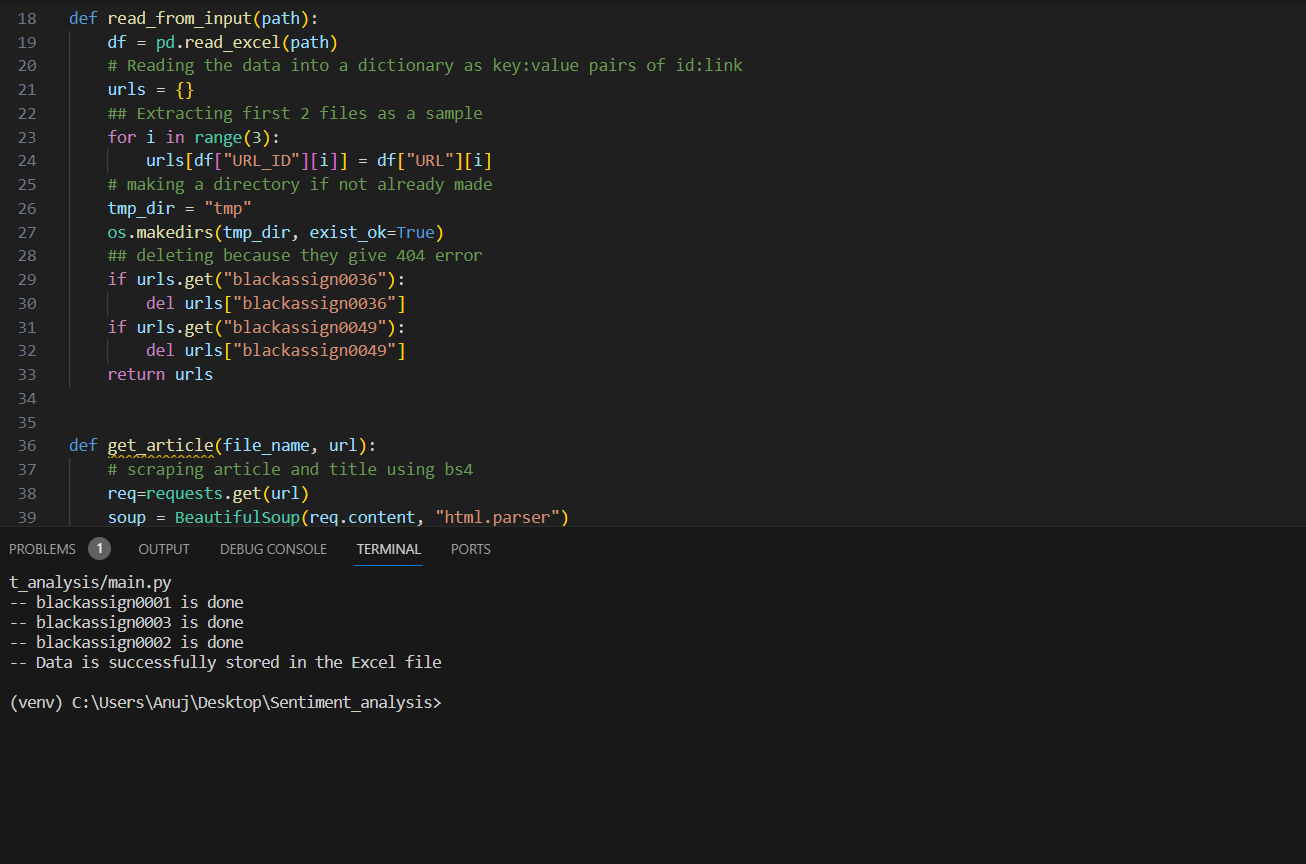 18 def read_from_input(path):
19     df = pd.read_excel(path)
20     # Reading the data into a dictionary as key:value pairs of id:link
21     urls = {}
22     ## Extracting first 2 files as a sample
23     for i in range(3):
24         urls[df["URL_ID"][i]] = df["URL"][i]
25     # making a directory if not already made
26     tmp_dir = "tmp"
27     os.makedirs(tmp_dir, exist_ok=True)
28     ## deleting because they give 404 error
29     if urls.get("blackassign0036"):
30         del urls["blackassign0036"]
31     if urls.get("blackassign0049"):
32         del urls["blackassign0049"]
33     return urls
34
35
36 def get_article(file_name, url):
37     # scraping article and title using bs4
38     req=requests.get(url)
39     soup = BeautifulSoup(req.content, "html.parser")
PROBLEMS 1 OUTPUT DEBUG CONSOLE TERMINAL PORTS
t_analysis/main.py
-- blackassign0001 is done
-- blackassign0003 is done
-- blackassign0002 is done
-- Data is successfully stored in the Excel file
(venv) C:\Users\Anuj\Desktop\Sentiment_analysis>